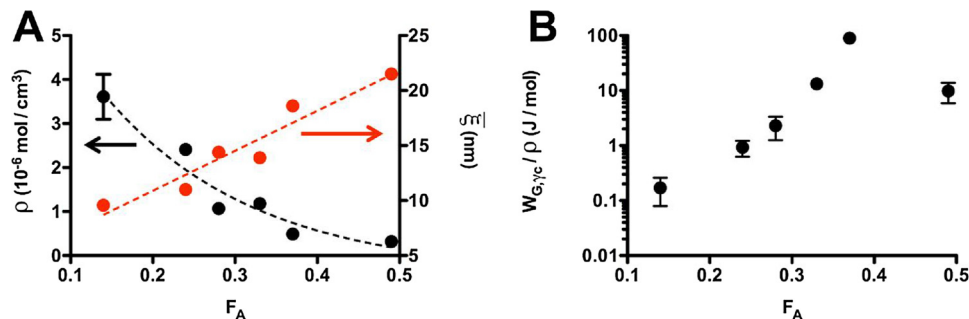 A
ρ (10⁻⁶ mol / cm³)
5
4
3
2
1
0
25
20
15
10
5
ξ (nm)
0.1 0.2 0.3 0.4 0.5
F_A
B
W_G,γc / ρ (J / mol)
100
10
1
0.1
0.01
0.1 0.2 0.3 0.4 0.5
F_A